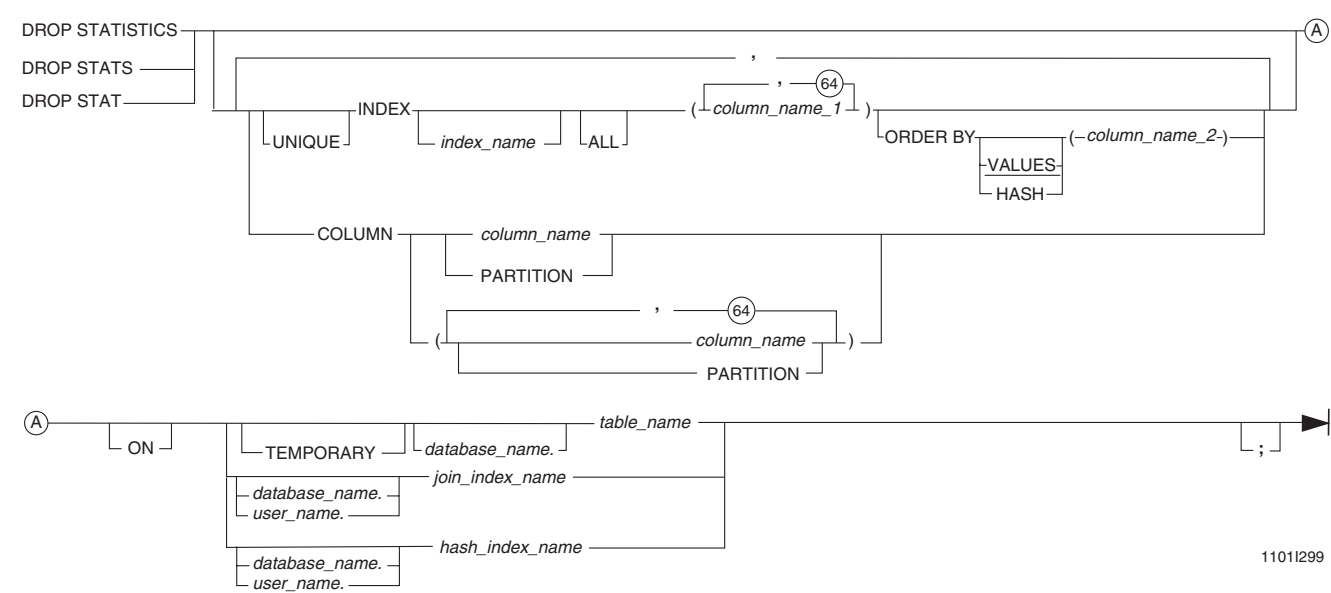 DROP STATISTICS A
DROP STATS ,
DROP STAT , 64
INDEX ( column_name_1 )
UNIQUE index_name ALL ORDER BY ( column_name_2 )
VALUES
HASH
COLUMN column_name
PARTITION
, 64
( column_name )
PARTITION
A table_name
ON TEMPORARY database_name. ;
join_index_name
database_name.
user_name.
hash_index_name
database_name.
user_name.
1101I299